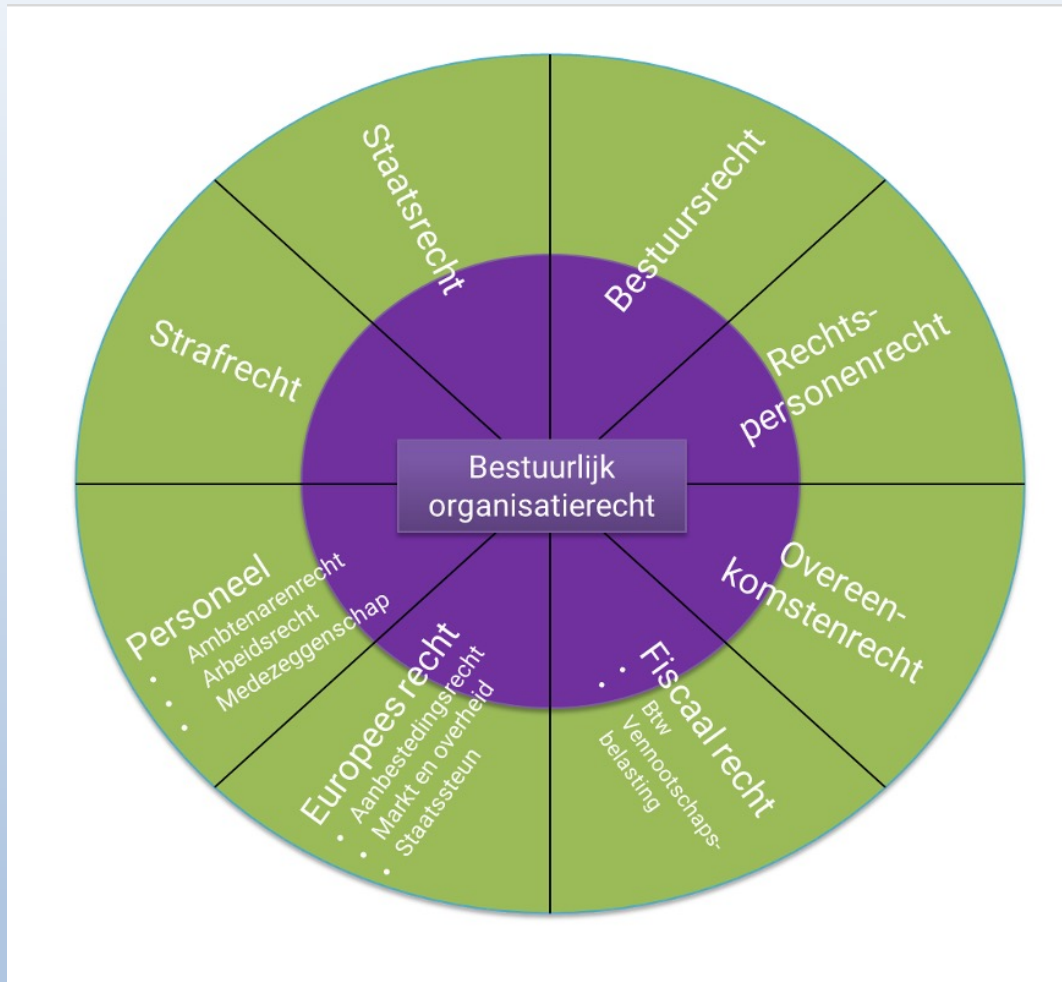 Staatsrecht
Bestuursrecht
Strafrecht
Rechts-
personenrecht
Bestuurlijk
organisatierecht
Overeen-
komstenrecht
Personeel
• Ambtenarenrecht
• Arbeidsrecht
• Medezeggenschap
Europees recht
• Aanbestedingsrecht
• Markt en overheid
• Staatssteun
Fiscaal recht
• Btw
• Vennootschaps-
belasting